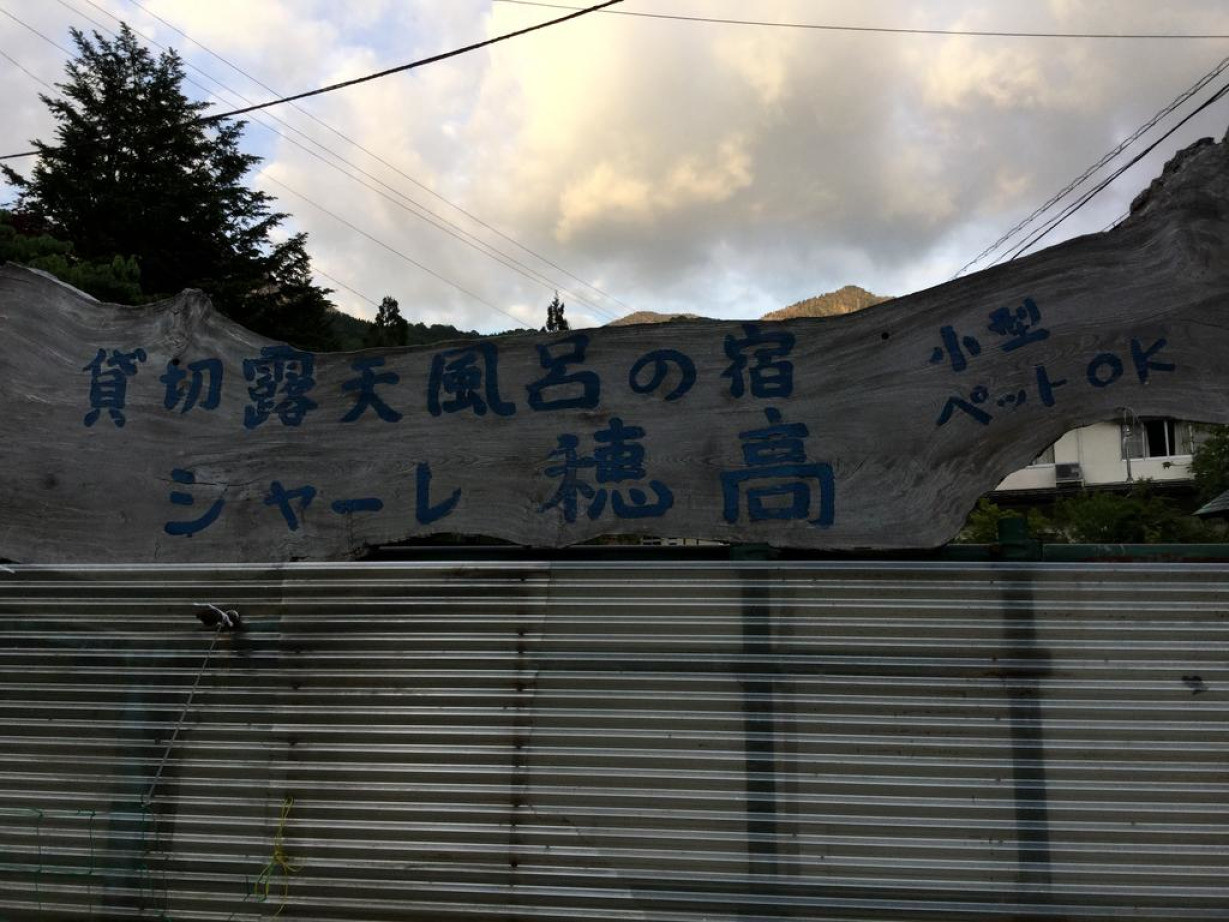 貸切露天風呂の宿
シャーレ 穂高
小型
ペットOK